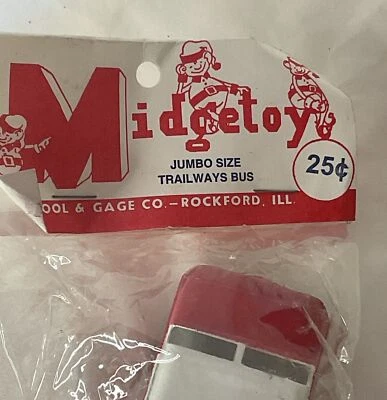 Midgetoy
JUMBO SIZE
TRAILWAYS BUS
25¢
OOL & GAGE CO.—ROCKFORD, ILL.